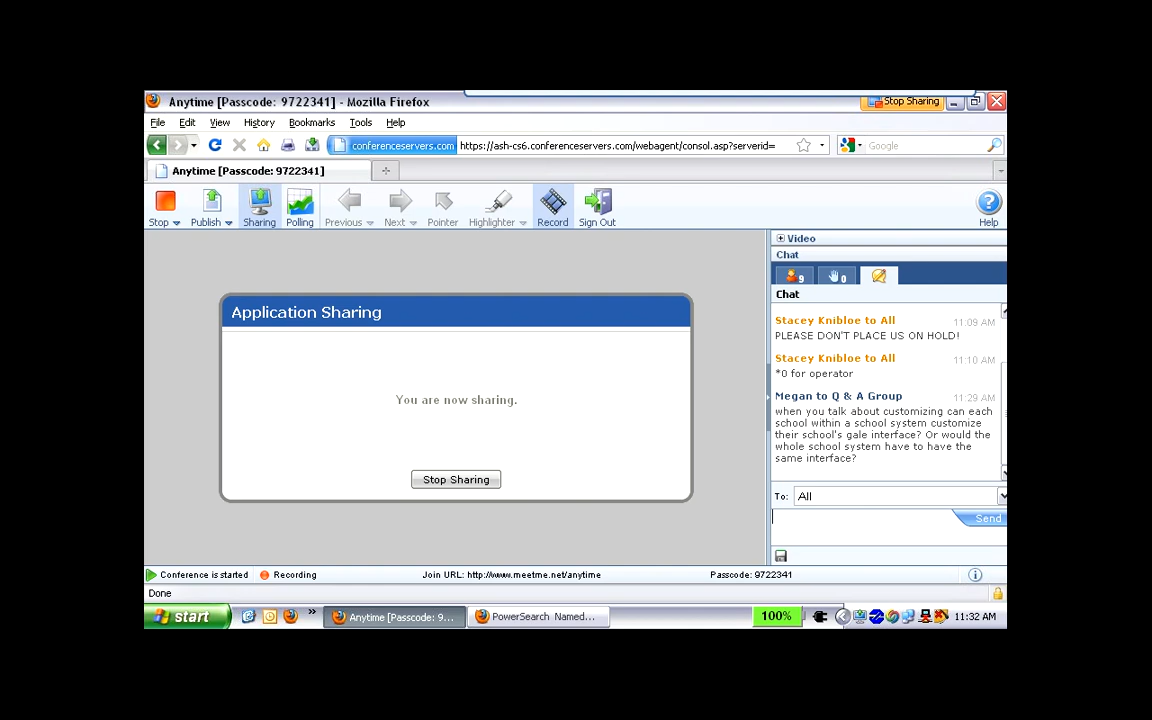 Anytime [Passcode: 9722341] - Mozilla Firefox
Stop Sharing
File Edit View History Bookmarks Tools Help
conferenceservers.com https://ash-cs6.conferenceservers.com/webagent/consol.asp?serverid= Google
Anytime [Passcode: 9722341]
Stop Publish Sharing Polling Previous Next Pointer Highlighter Record Sign Out Help
Video
Chat
9 0
Chat
Application Sharing
You are now sharing.
Stop Sharing
Stacey Knibloe to All 11:09 AM
PLEASE DON'T PLACE US ON HOLD!
Stacey Knibloe to All 11:10 AM
*0 for operator
Megan to Q & A Group 11:29 AM
when you talk about customizing can each
school within a school system customize
their school's gale interface? Or would the
whole school system have to have the
same interface?
To: All
Send
Conference is started Recording Join URL: http://www.meetme.net/anytime Passcode: 9722341
Done
start Anytime [Passcode: 9... PowerSearch Named... 100% 11:32 AM